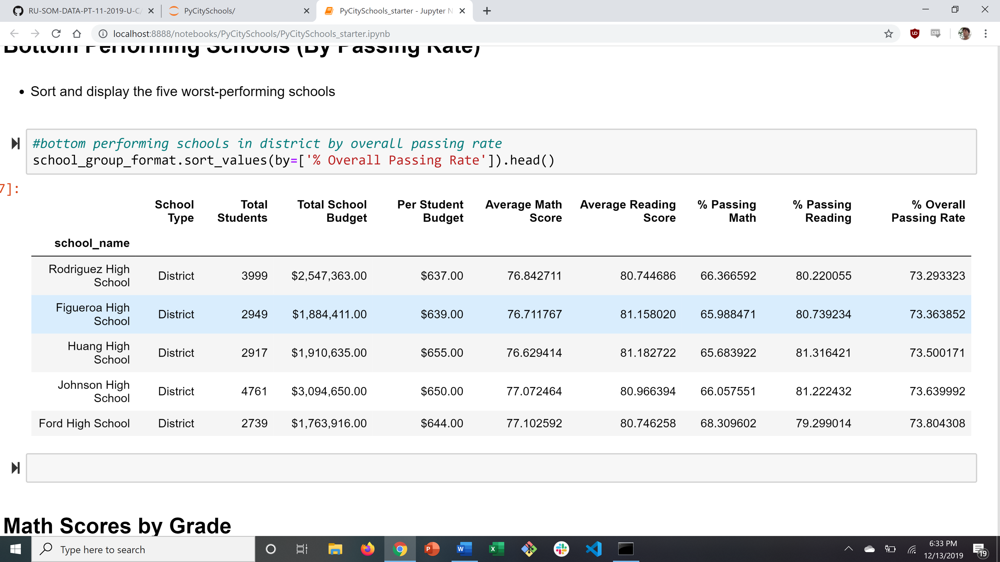 RU-SOM-DATA-PT-11-2019-U-C/
PyCitySchools/
PyCitySchools_starter - Jupyter N
localhost:8888/notebooks/PyCitySchools/PyCitySchools_starter.ipynb
CSS
Bottom Performing Schools (By Passing Rate)
• Sort and display the five worst-performing schools
#bottom performing schools in district by overall passing rate
school_group_format.sort_values(by=['% Overall Passing Rate']).head()
7]:
School Total Total School Per Student Average Math Average Reading % Passing % Passing % Overall
Type Students Budget Budget Score Score Math Reading Passing Rate
school_name
Rodriguez High
School District 3999 $2,547,363.00 $637.00 76.842711 80.744686 66.366592 80.220055 73.293323
Figueroa High
School District 2949 $1,884,411.00 $639.00 76.711767 81.158020 65.988471 80.739234 73.363852
Huang High
School District 2917 $1,910,635.00 $655.00 76.629414 81.182722 65.683922 81.316421 73.500171
Johnson High
School District 4761 $3,094,650.00 $650.00 77.072464 80.966394 66.057551 81.222432 73.639992
Ford High School District 2739 $1,763,916.00 $644.00 77.102592 80.746258 68.309602 79.299014 73.804308
Math Scores by Grade
Type here to search
6:33 PM
12/13/2019
19